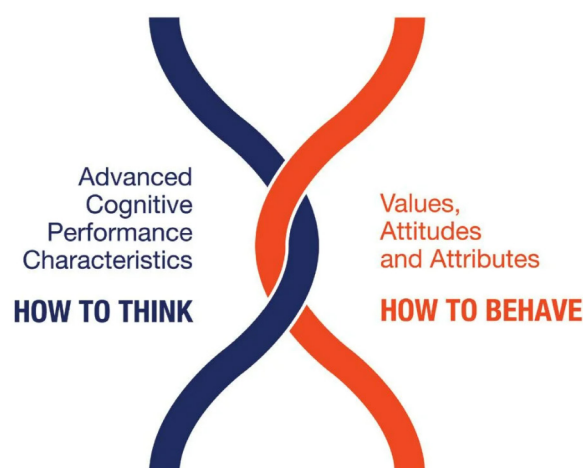 Advanced
Cognitive
Performance
Characteristics
HOW TO THINK
Values,
Attitudes
and Attributes
HOW TO BEHAVE